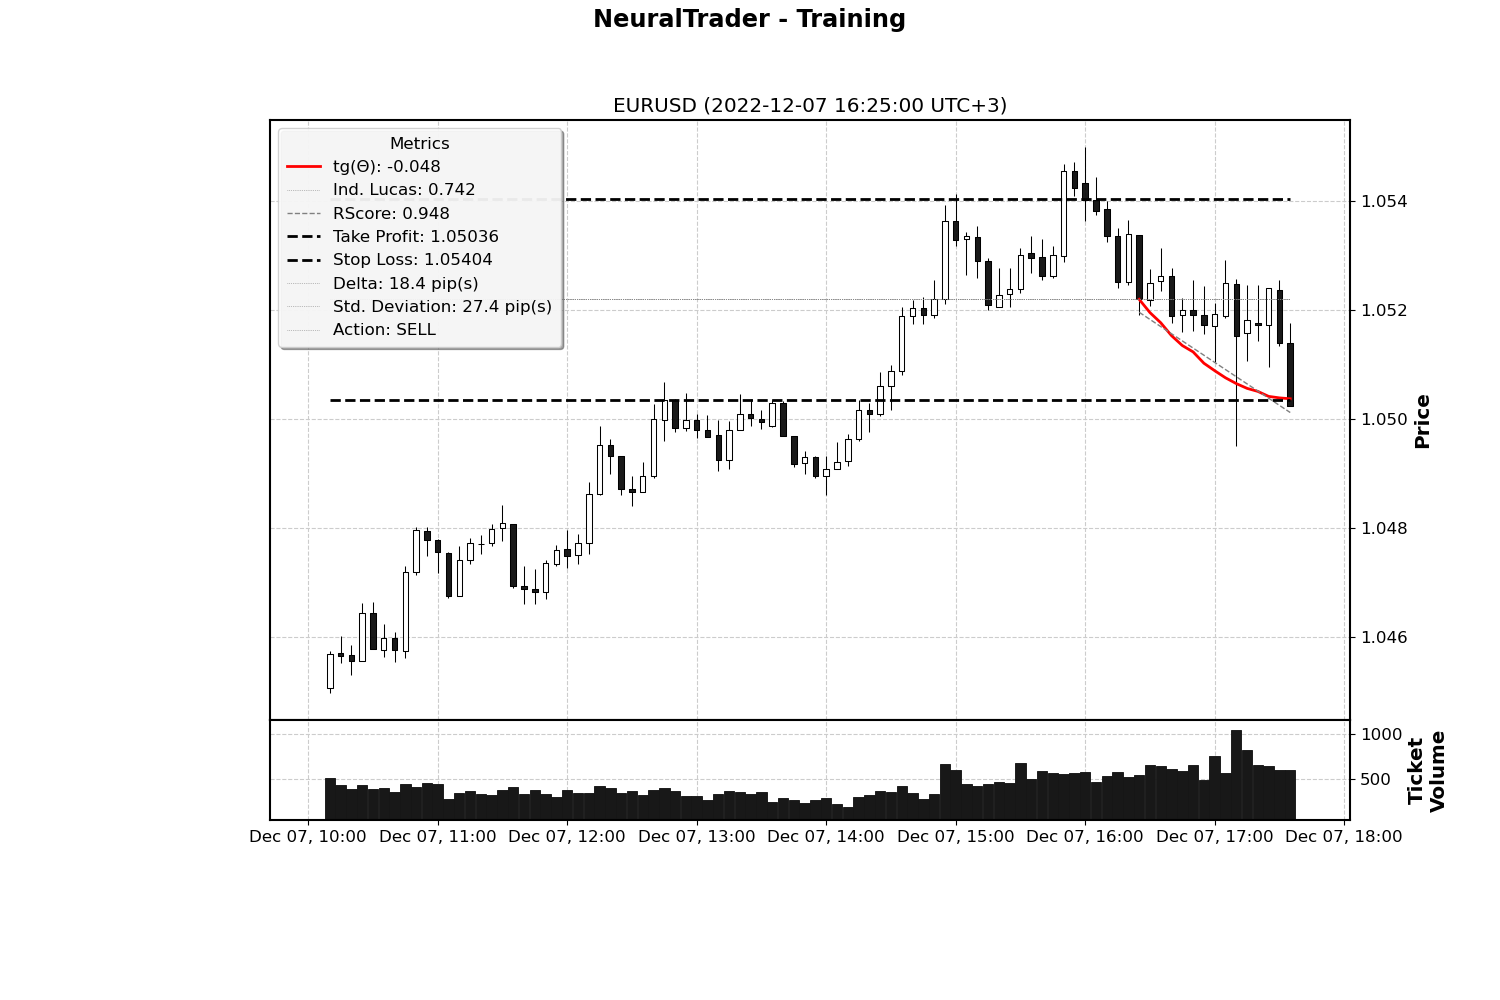 NeuralTrader - Training
EURUSD (2022-12-07 16:25:00 UTC+3)
Metrics
tg(Θ): -0.048
Ind. Lucas: 0.742
RScore: 0.948
Take Profit: 1.05036
Stop Loss: 1.05404
Delta: 18.4 pip(s)
Std. Deviation: 27.4 pip(s)
Action: SELL
1.054
1.052
1.050
1.048
1.046
Price
1000
500
Ticket
Volume
Dec 07, 10:00 Dec 07, 11:00 Dec 07, 12:00 Dec 07, 13:00 Dec 07, 14:00 Dec 07, 15:00 Dec 07, 16:00 Dec 07, 17:00 Dec 07, 18:00